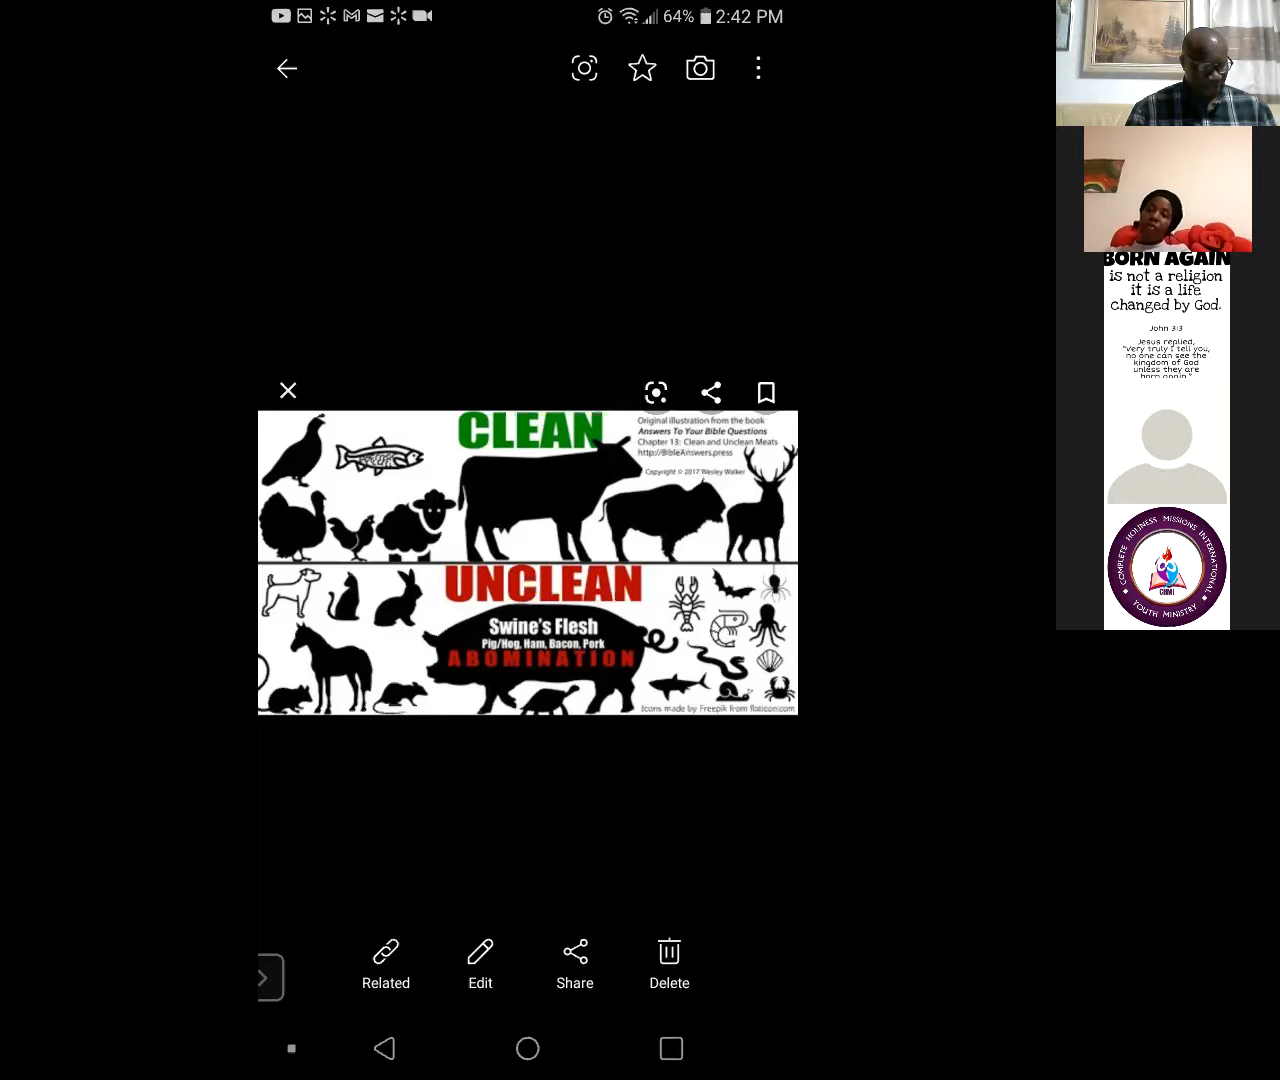 64% 2:42 PM
CLEAN
Original illustration from the book
Answers To Your Bible Questions
Chapter 13: Clean and Unclean Meats
http://BibleAnswers.press
Copyright © 2017 Wesley Walker
UNCLEAN
Swine's Flesh
Pig/Hog, Ham, Bacon, Pork
ABOMINATION
Icons made by Freepik from flaticon.com
Related
Edit
Share
Delete
BORN AGAIN
is not a religion
it is a life
changed by God.
John 3:3
Jesus replied,
"Very truly I tell you,
no one can see the
kingdom of God
unless they are
born again."
COMPLETE HOLINESS MISSIONS INTERNATIONAL
CHMI
YOUTH MINISTRY